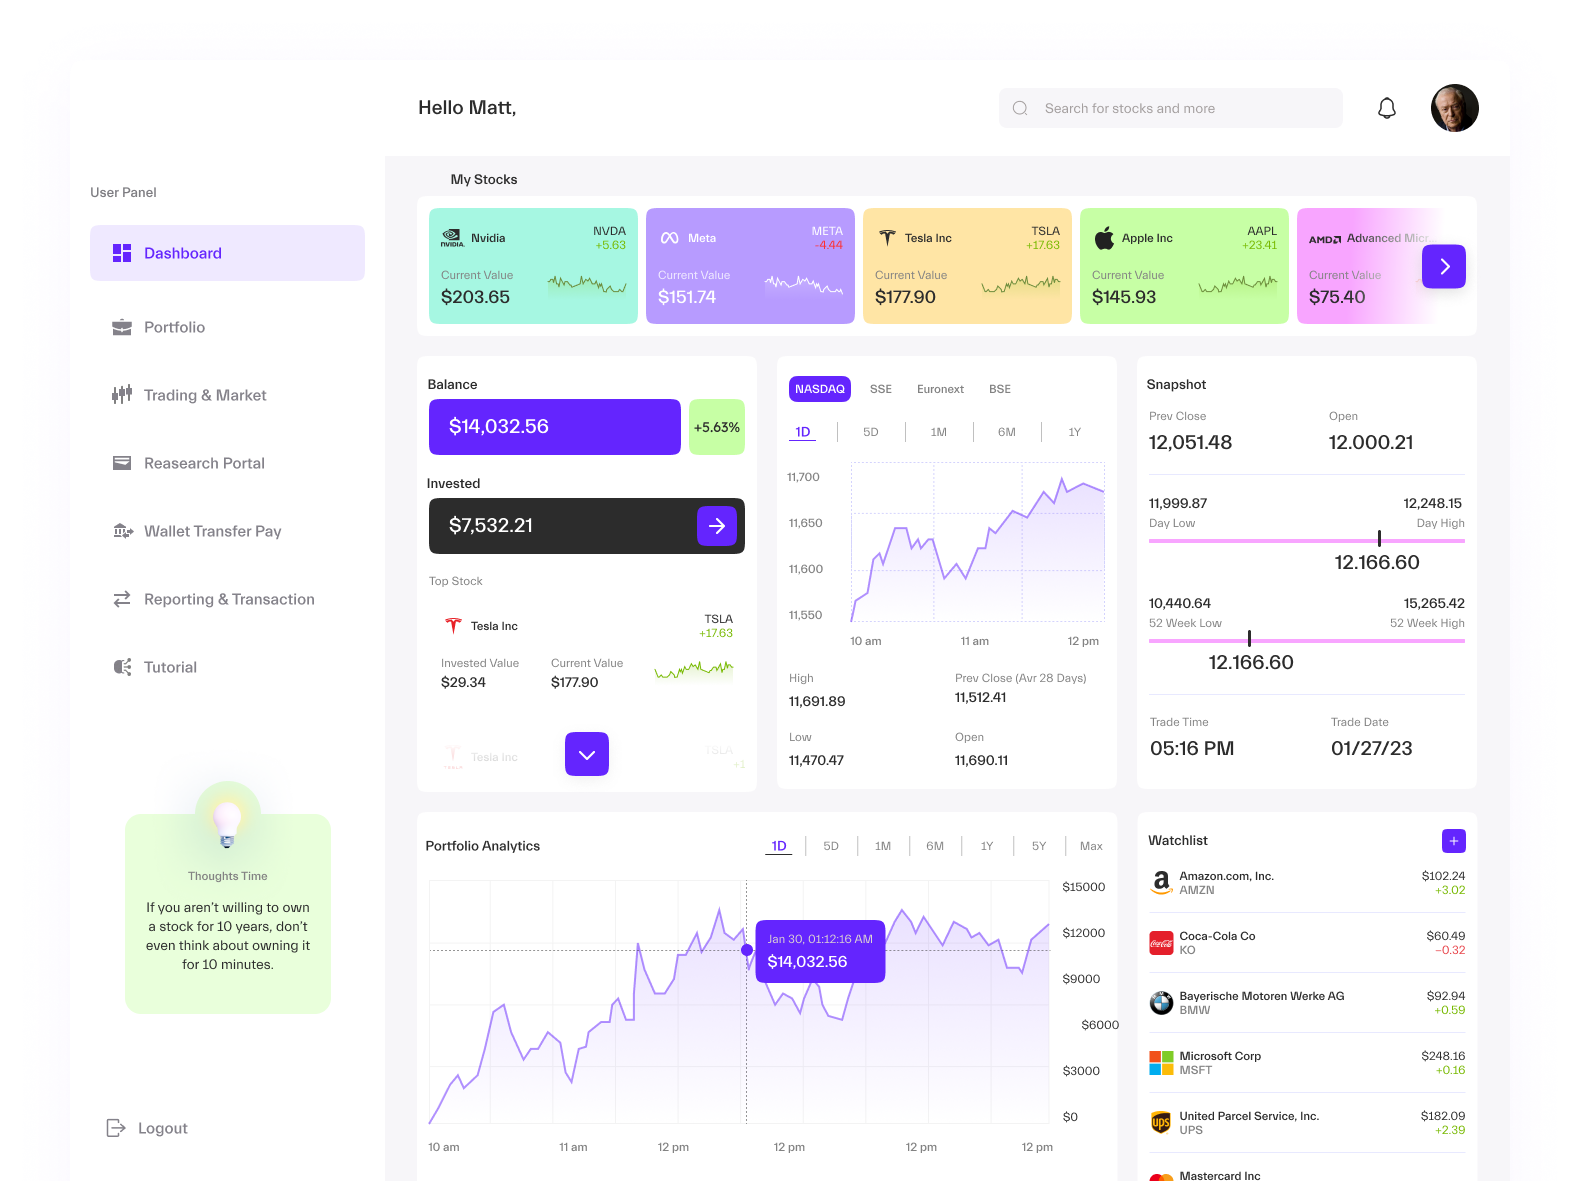 Hello Matt,
Search for stocks and more
User Panel
Dashboard
Portfolio
Trading & Market
Reasearch Portal
Wallet Transfer Pay
Reporting & Transaction
Tutorial
Thoughts Time
If you aren't willing to own
a stock for 10 years, don't
even think about owning it
for 10 minutes.
Logout
My Stocks
NVIDIA.
Nvidia
NVDA
+5.63
Current Value
$203.65
Meta
META
-4.44
Current Value
$151.74
Tesla Inc
TSLA
+17.63
Current Value
$177.90
Apple Inc
AAPL
+23.41
Current Value
$145.93
AMD
Advanced Micr
Current Value
$75.40
Balance
$14,032.56
+5.63%
Invested
$7,532.21
Top Stock
Tesla Inc
TSLA
+17.63
Invested Value
$29.34
Current Value
$177.90
Tesla Inc
TSLA
+1
NASDAQ SSE Euronext BSE
1D 5D 1M 6M 1Y
11,700
11,650
11,600
11,550
10 am 11 am 12 pm
High
11,691.89
Prev Close (Avr 28 Days)
11,512.41
Low
11,470.47
Open
11,690.11
Snapshot
Prev Close
12,051.48
Open
12.000.21
11,999.87
Day Low
12,248.15
Day High
12.166.60
10,440.64
52 Week Low
15,265.42
52 Week High
12.166.60
Trade Time
05:16 PM
Trade Date
01/27/23
Portfolio Analytics
1D 5D 1M 6M 1Y 5Y Max
Jan 30, 01:12:16 AM
$14,032.56
$15000
$12000
$9000
$6000
$3000
$0
10 am 11 am 12 pm 12 pm 12 pm 12 pm
Watchlist
Amazon.com, Inc.
AMZN
$102.24
+3.02
Coca-Cola
Coca-Cola Co
KO
$60.49
−0.32
Bayerische Motoren Werke AG
BMW
$92.94
+0.59
Microsoft Corp
MSFT
$248.16
+0.16
ups
United Parcel Service, Inc.
UPS
$182.09
+2.39
Mastercard Inc